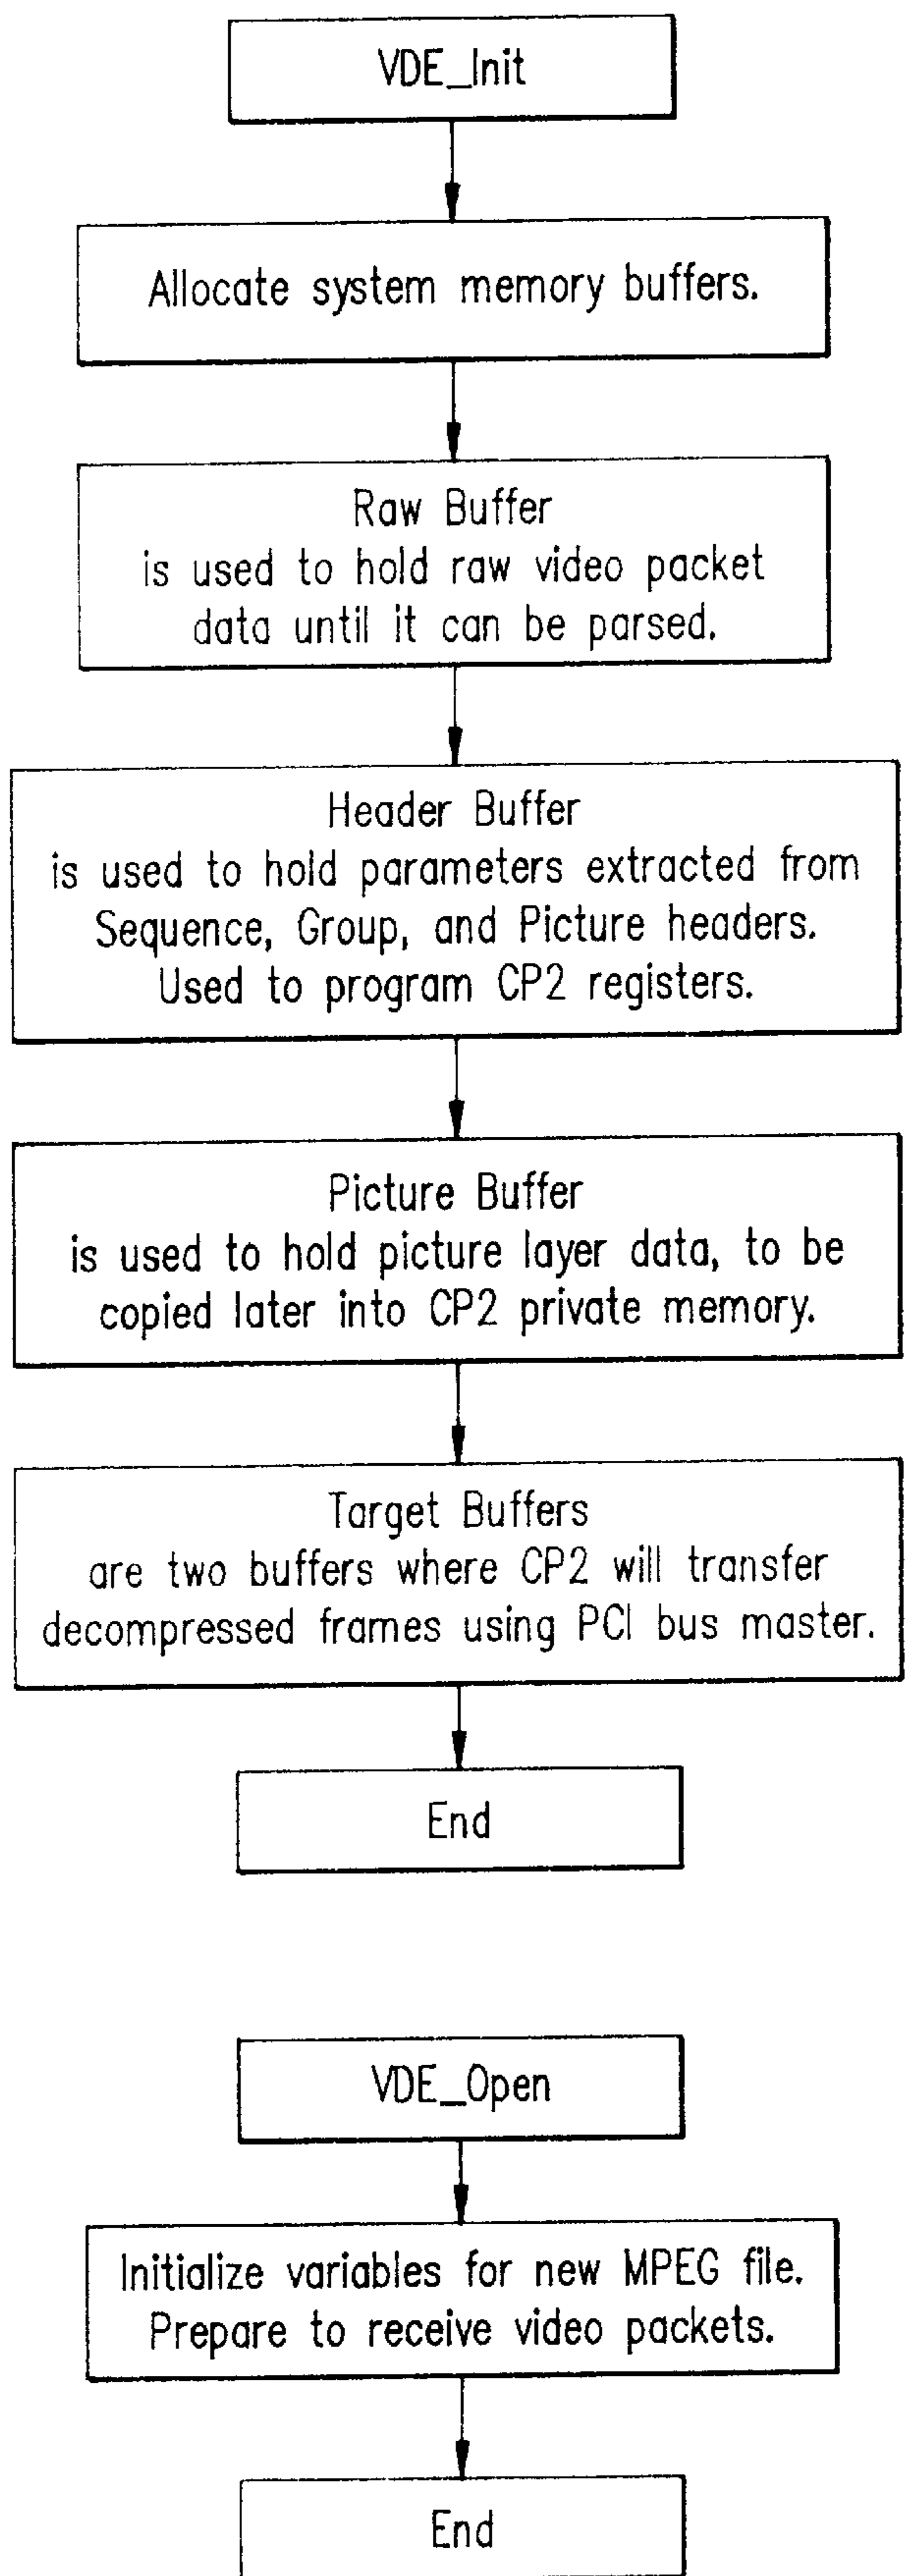 VDE_Init
Allocate system memory buffers.
Raw Buffer
is used to hold raw video packet
data until it can be parsed.
Header Buffer
is used to hold parameters extracted from
Sequence, Group, and Picture headers.
Used to program CP2 registers.
Picture Buffer
is used to hold picture layer data, to be
copied later into CP2 private memory.
Target Buffers
are two buffers where CP2 will transfer
decompressed frames using PCI bus master.
End
VDE_Open
Initialize variables for new MPEG file.
Prepare to receive video packets.
End